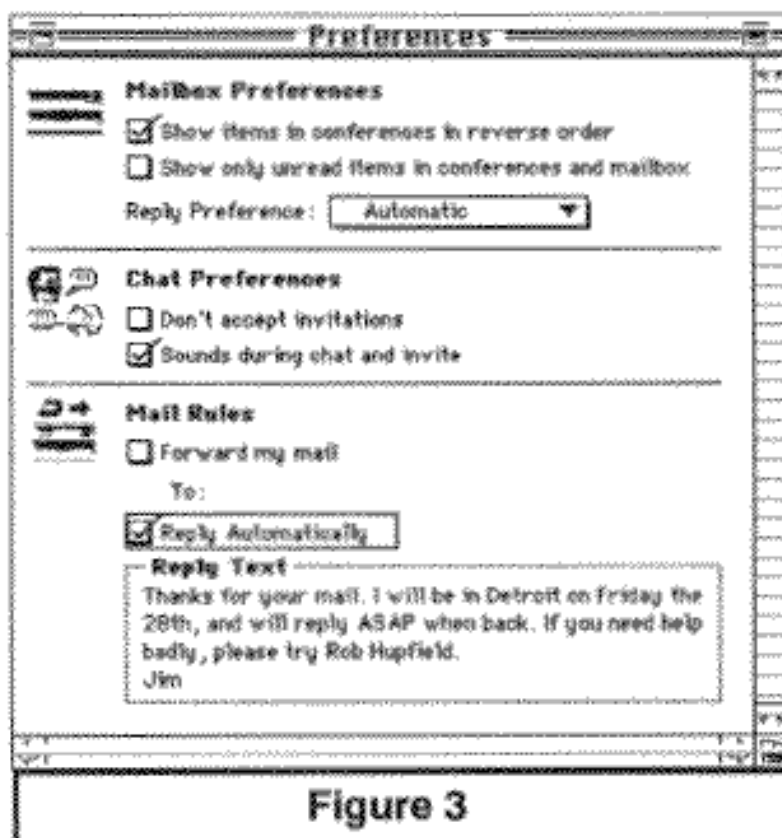 Preferences
Mailbox Preferences
Show items in conferences in reverse order
Show only unread items in conferences and mailbox
Reply Preference: Automatic
Chat Preferences
Don't accept invitations
Sounds during chat and invite
Mail Rules
Forward my mail
To:
Reply Automatically
Reply Text
Thanks for your mail. I will be in Detroit on Friday the
28th, and will reply ASAP when back. If you need help
badly, please try Rob Hupfield.
Jim
Figure 3